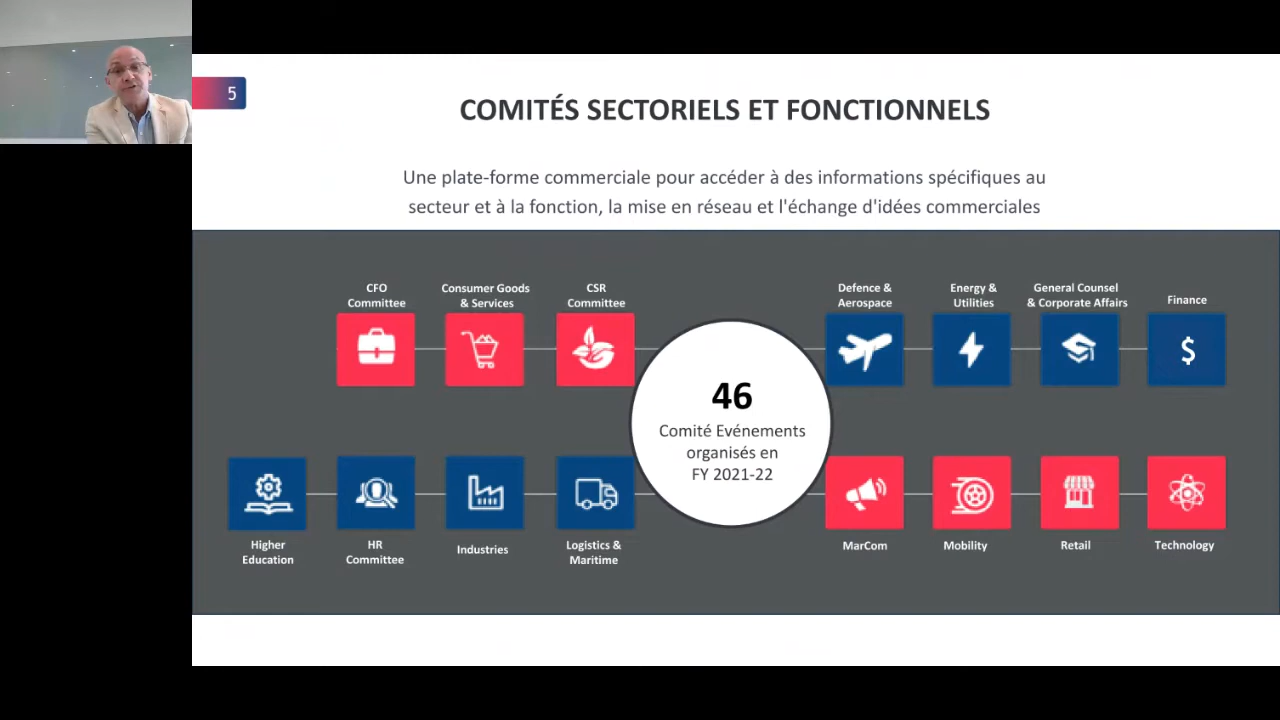 5
COMITÉS SECTORIELS ET FONCTIONNELS
Une plate-forme commerciale pour accéder à des informations spécifiques au
secteur et à la fonction, la mise en réseau et l'échange d'idées commerciales
CFO
Committee
Consumer Goods
& Services
CSR
Committee
Defence &
Aerospace
Energy &
Utilities
General Counsel
& Corporate Affairs
Finance
$
46
Comité Evénements
organisés en
FY 2021-22
Higher
Education
HR
Committee
Industries
Logistics &
Maritime
MarCom
Mobility
Retail
Technology